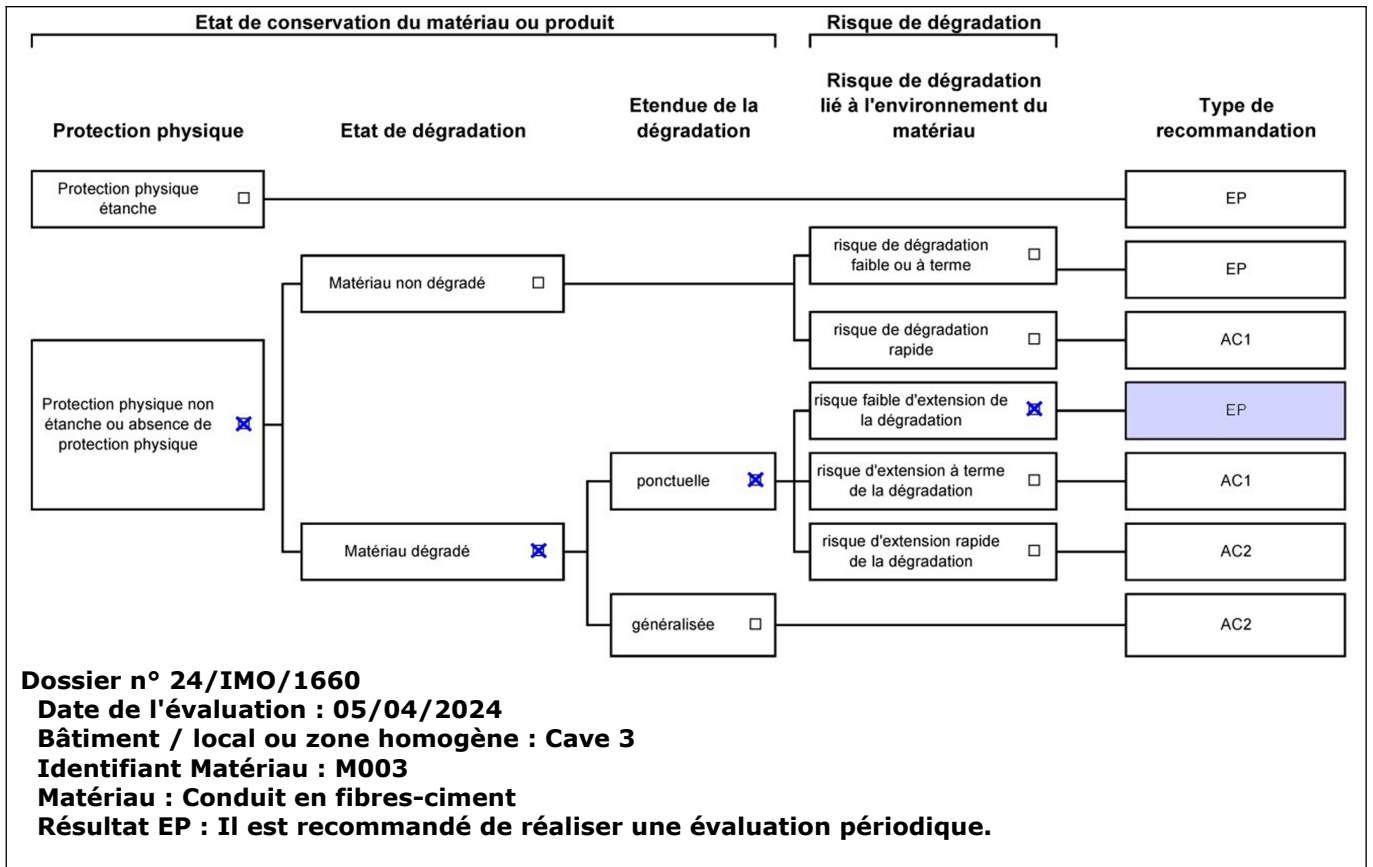 Etat de conservation du matériau ou produit
Risque de dégradation
Protection physique
Etat de dégradation
Etendue de la
dégradation
Risque de dégradation
lié à l'environnement du
matériau
Type de
recommandation
Protection physique
étanche
EP
risque de dégradation
faible ou à terme
EP
Matériau non dégradé
risque de dégradation
rapide
AC1
Protection physique non
étanche ou absence de
protection physique
risque faible d'extension de
la dégradation
EP
ponctuelle
risque d'extension à terme
de la dégradation
AC1
Matériau dégradé
risque d'extension rapide
de la dégradation
AC2
généralisée
AC2
Dossier n° 24/IMO/1660
Date de l'évaluation : 05/04/2024
Bâtiment / local ou zone homogène : Cave 3
Identifiant Matériau : M003
Matériau : Conduit en fibres-ciment
Résultat EP : Il est recommandé de réaliser une évaluation périodique.